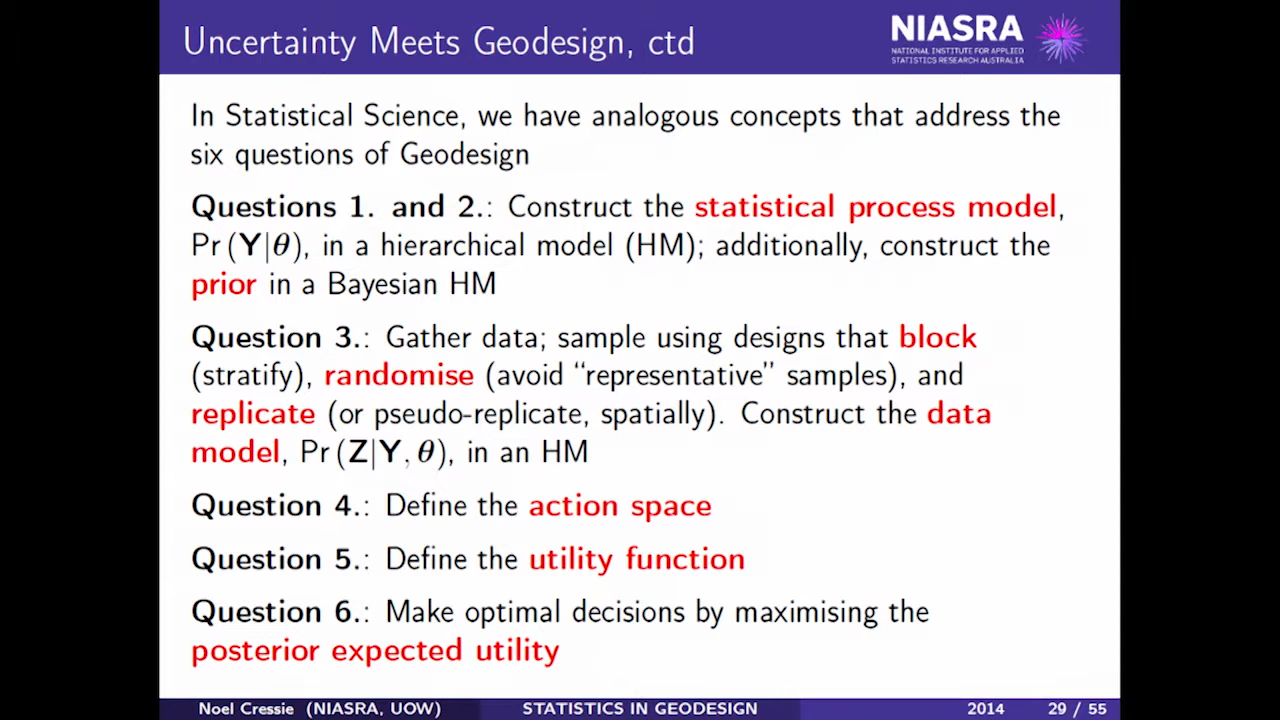 Uncertainty Meets Geodesign, ctd
NIASRA
NATIONAL INSTITUTE FOR APPLIED
STATISTICS RESEARCH AUSTRALIA
In Statistical Science, we have analogous concepts that address the
six questions of Geodesign
Questions 1. and 2.: Construct the statistical process model,
Pr(Y|θ), in a hierarchical model (HM); additionally, construct the
prior in a Bayesian HM
Question 3.: Gather data; sample using designs that block
(stratify), randomise (avoid “representative” samples), and
replicate (or pseudo-replicate, spatially). Construct the data
model, Pr(Z|Y, θ), in an HM
Question 4.: Define the action space
Question 5.: Define the utility function
Question 6.: Make optimal decisions by maximising the
posterior expected utility
Noel Cressie (NIASRA, UOW) STATISTICS IN GEODESIGN 2014 29 / 55